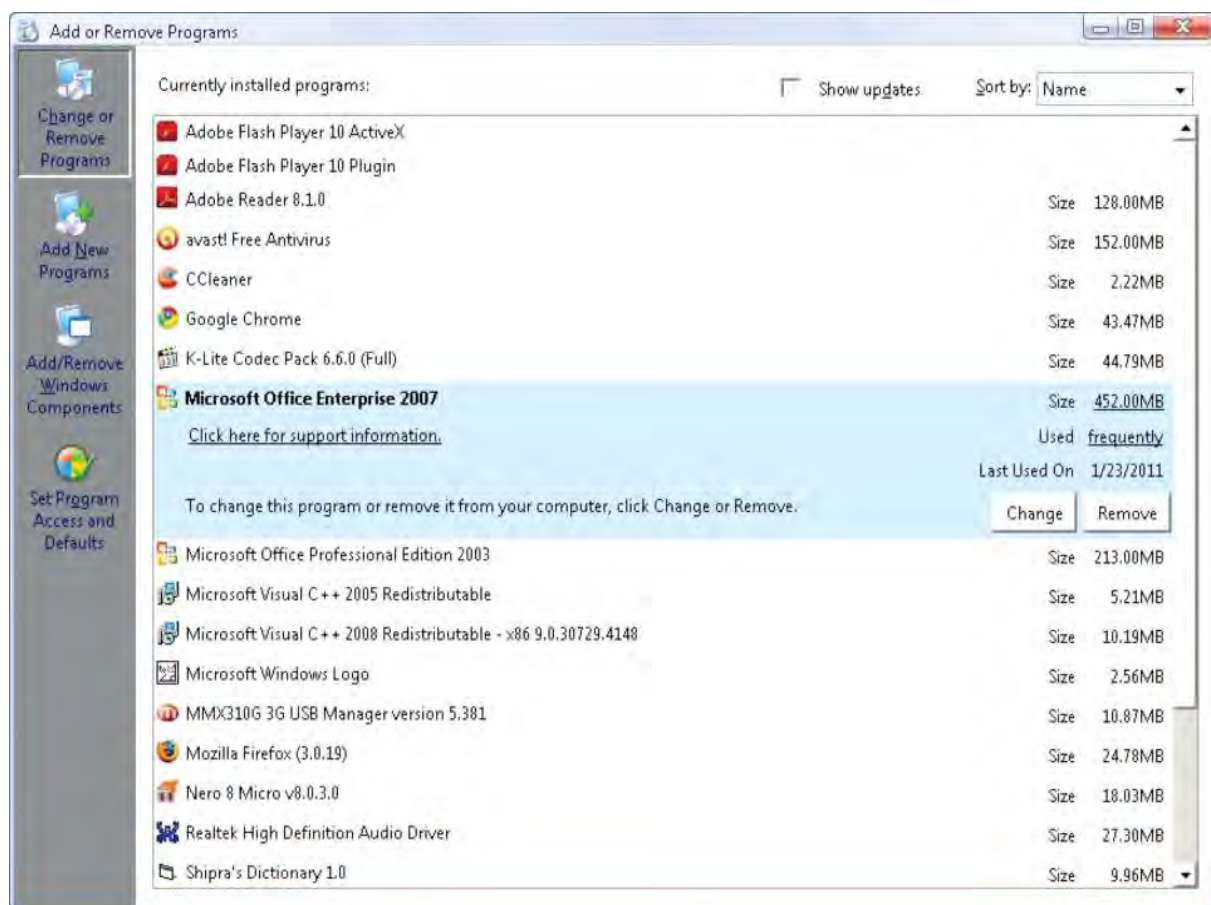 Add or Remove Programs
Change or
Remove
Programs
Add New
Programs
Add/Remove
Windows
Components
Set Program
Access and
Defaults
Currently installed programs:
Show updates
Sort by: Name
Adobe Flash Player 10 ActiveX
Adobe Flash Player 10 Plugin
Adobe Reader 8.1.0 Size 128.00MB
avast! Free Antivirus Size 152.00MB
CCleaner Size 2.22MB
Google Chrome Size 43.47MB
K-Lite Codec Pack 6.6.0 (Full) Size 44.79MB
Microsoft Office Enterprise 2007 Size 452.00MB
Click here for support information. Used frequently
Last Used On 1/23/2011
To change this program or remove it from your computer, click Change or Remove. Change Remove
Microsoft Office Professional Edition 2003 Size 213.00MB
Microsoft Visual C++ 2005 Redistributable Size 5.21MB
Microsoft Visual C++ 2008 Redistributable - x86 9.0.30729.4148 Size 10.19MB
Microsoft Windows Logo Size 2.56MB
MMX310G 3G USB Manager version 5.381 Size 10.87MB
Mozilla Firefox (3.0.19) Size 24.78MB
Nero 8 Micro v8.0.3.0 Size 18.03MB
Realtek High Definition Audio Driver Size 27.30MB
Shipra's Dictionary 1.0 Size 9.96MB